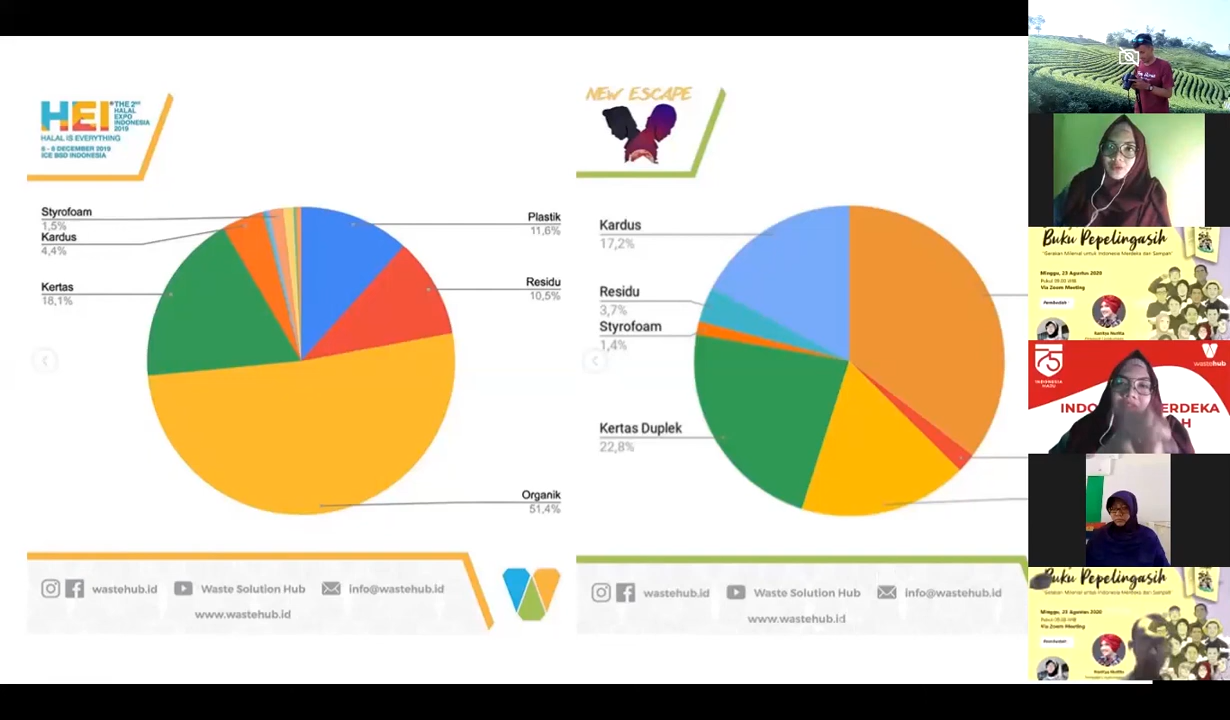 HEI
THE 2ND
HALAL
EXPO
INDONESIA
2019
HALAL IS EVERYTHING
6 - 8 DECEMBER 2019
ICE BSD INDONESIA
Styrofoam
1,5%
Kardus
4,4%
Kertas
18,1%
Plastik
11,6%
Residu
10,5%
Organik
51,4%
wastehub.id
Waste Solution Hub
info@wastehub.id
www.wastehub.id
NEW ESCAPE
Kardus
17,2%
Residu
3,7%
Styrofoam
1,4%
Kertas Duplek
22,8%
wastehub.id
Waste Solution Hub
info@wastehub.id
www.wastehub.id
Buku Pepelingasih
Minggu, 23 Agustus 2020
Via Zoom Meeting
75
INDONESIA
MAJU
wastehub
Buku Pepelingasih
Minggu, 23 Agustus 2020
Via Zoom Meeting